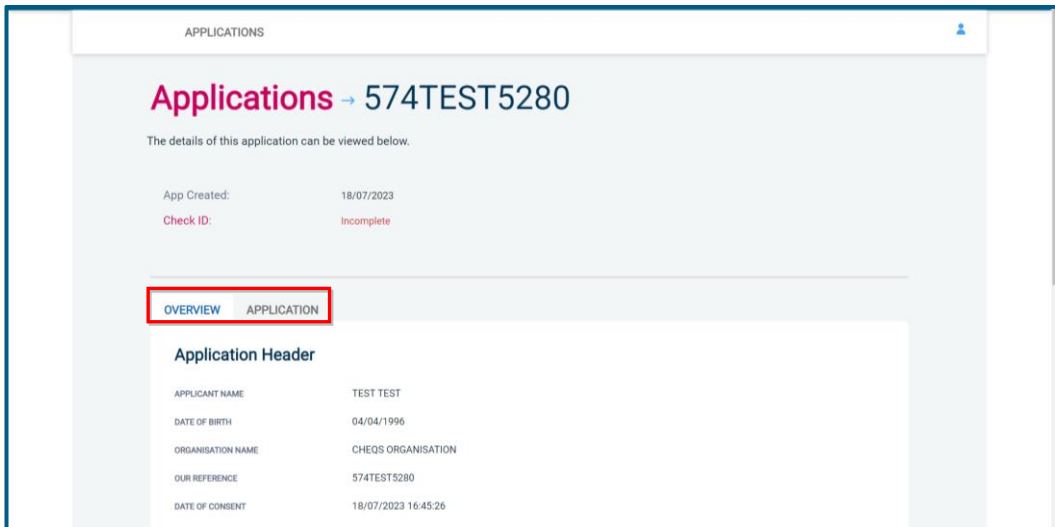 APPLICATIONS
Applications → 574TEST5280
The details of this application can be viewed below.
App Created: 18/07/2023
Check ID: Incomplete
OVERVIEW APPLICATION
Application Header
APPLICANT NAME TEST TEST
DATE OF BIRTH 04/04/1996
ORGANISATION NAME CHEQS ORGANISATION
OUR REFERENCE 574TEST5280
DATE OF CONSENT 18/07/2023 16:45:26